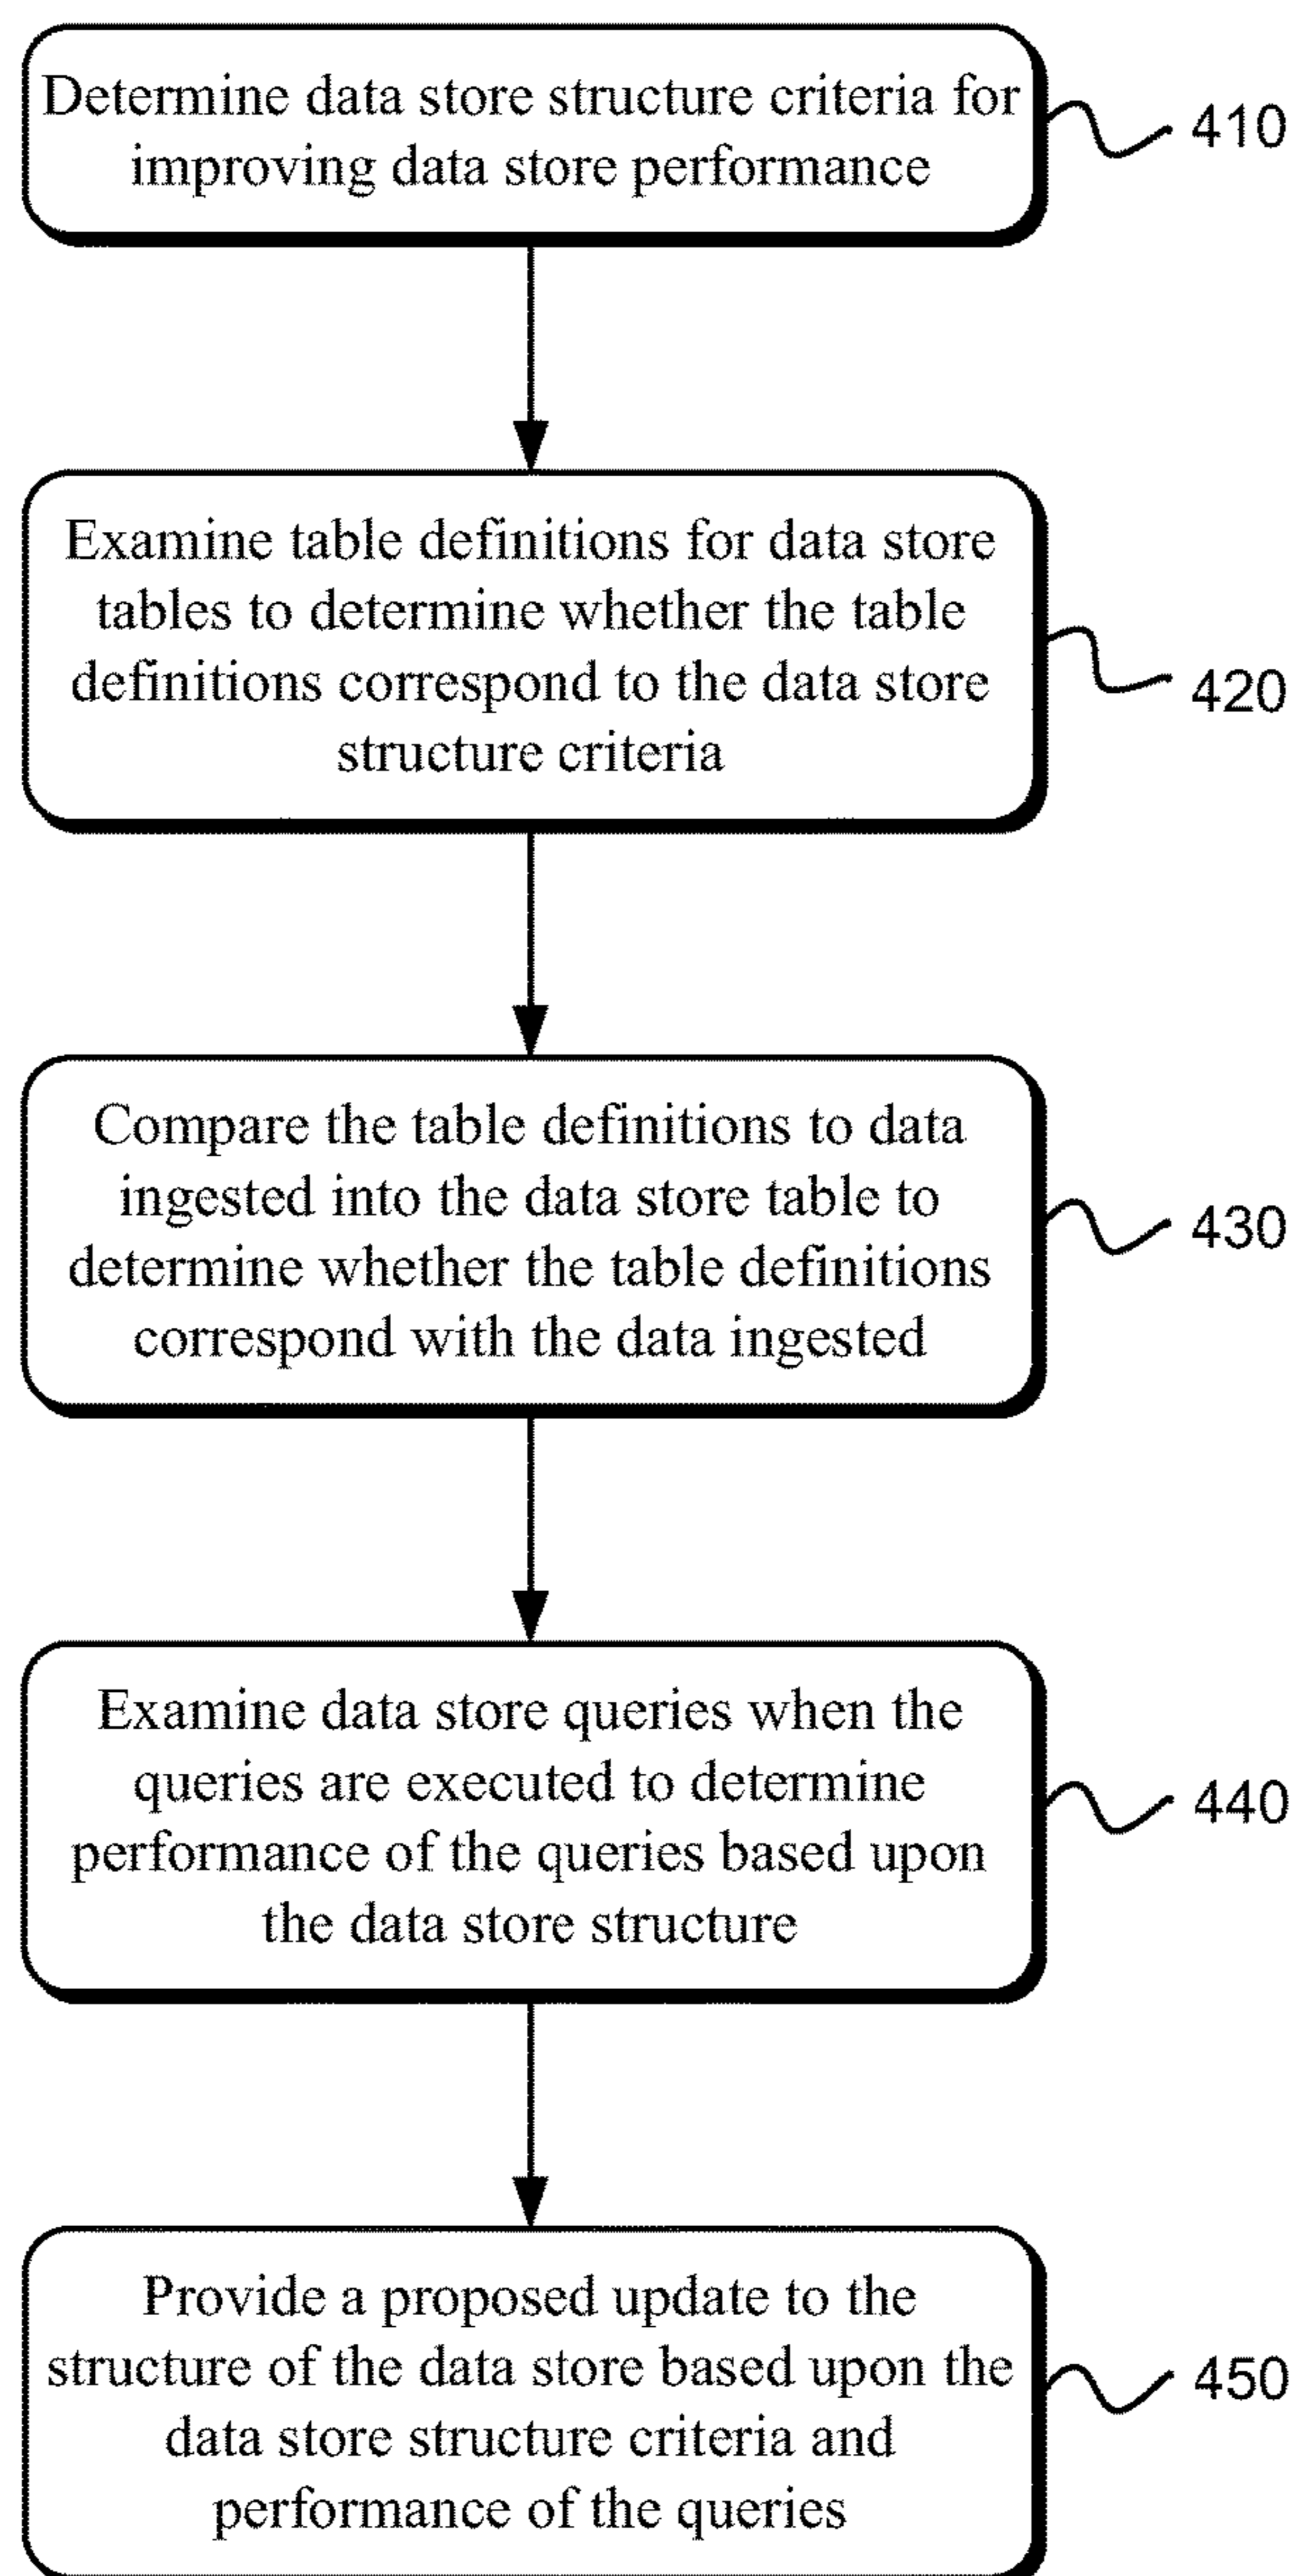 Determine data store structure criteria for
improving data store performance
410
Examine table definitions for data store
tables to determine whether the table
definitions correspond to the data store
structure criteria
420
Compare the table definitions to data
ingested into the data store table to
determine whether the table definitions
correspond with the data ingested
430
Examine data store queries when the
queries are executed to determine
performance of the queries based upon
the data store structure
440
Provide a proposed update to the
structure of the data store based upon the
data store structure criteria and
performance of the queries
450